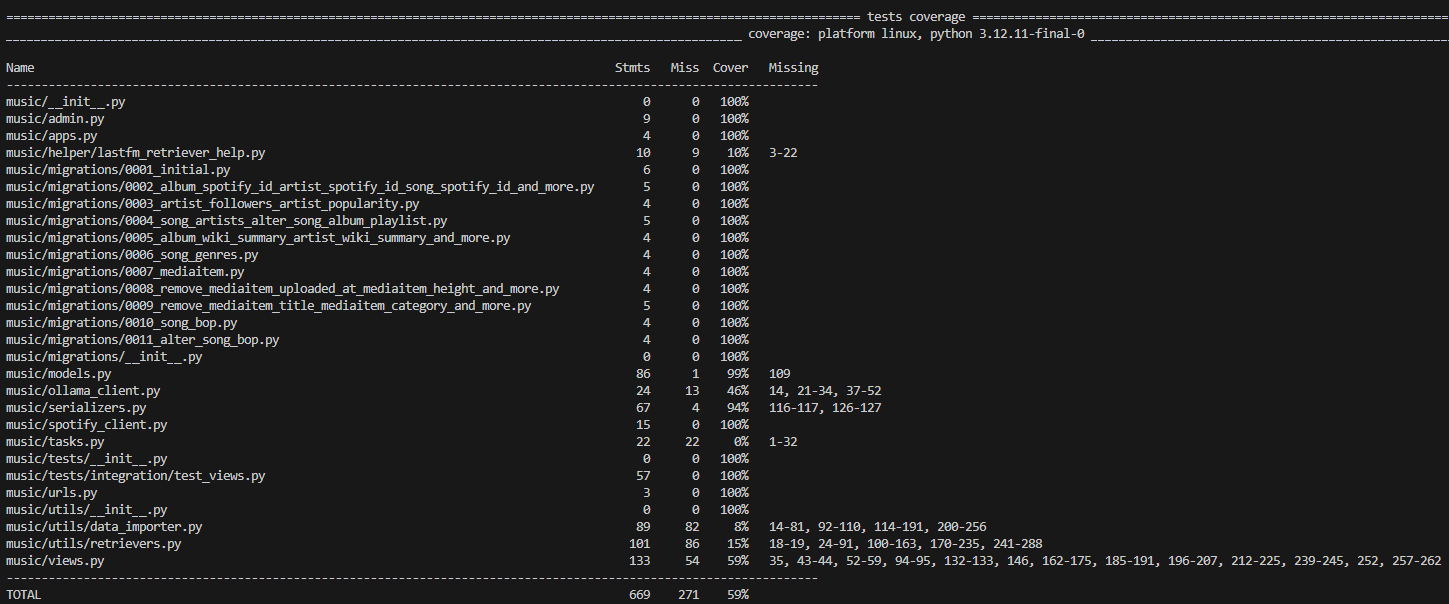 ========================================================================================================================== tests coverage ====================================================================
_________________________________________________________________________________________________________ coverage: platform linux, python 3.12.11-final-0 ___________________________________________________
Name Stmts Miss Cover Missing
--------------------------------------------------------------------------------------------------------------------
music/__init__.py 0 0 100%
music/admin.py 9 0 100%
music/apps.py 4 0 100%
music/helper/lastfm_retriever_help.py 10 9 10% 3-22
music/migrations/0001_initial.py 6 0 100%
music/migrations/0002_album_spotify_id_artist_spotify_id_song_spotify_id_and_more.py 5 0 100%
music/migrations/0003_artist_followers_artist_popularity.py 4 0 100%
music/migrations/0004_song_artists_alter_song_album_playlist.py 5 0 100%
music/migrations/0005_album_wiki_summary_artist_wiki_summary_and_more.py 4 0 100%
music/migrations/0006_song_genres.py 4 0 100%
music/migrations/0007_mediaitem.py 4 0 100%
music/migrations/0008_remove_mediaitem_uploaded_at_mediaitem_height_and_more.py 4 0 100%
music/migrations/0009_remove_mediaitem_title_mediaitem_category_and_more.py 5 0 100%
music/migrations/0010_song_bop.py 4 0 100%
music/migrations/0011_alter_song_bop.py 4 0 100%
music/migrations/__init__.py 0 0 100%
music/models.py 86 1 99% 109
music/ollama_client.py 24 13 46% 14, 21-34, 37-52
music/serializers.py 67 4 94% 116-117, 126-127
music/spotify_client.py 15 0 100%
music/tasks.py 22 22 0% 1-32
music/tests/__init__.py 0 0 100%
music/tests/integration/test_views.py 57 0 100%
music/urls.py 3 0 100%
music/utils/__init__.py 0 0 100%
music/utils/data_importer.py 89 82 8% 14-81, 92-110, 114-191, 200-256
music/utils/retrievers.py 101 86 15% 18-19, 24-91, 100-163, 170-235, 241-288
music/views.py 133 54 59% 35, 43-44, 52-59, 94-95, 132-133, 146, 162-175, 185-191, 196-207, 212-225, 239-245, 252, 257-262
--------------------------------------------------------------------------------------------------------------------
TOTAL 669 271 59%